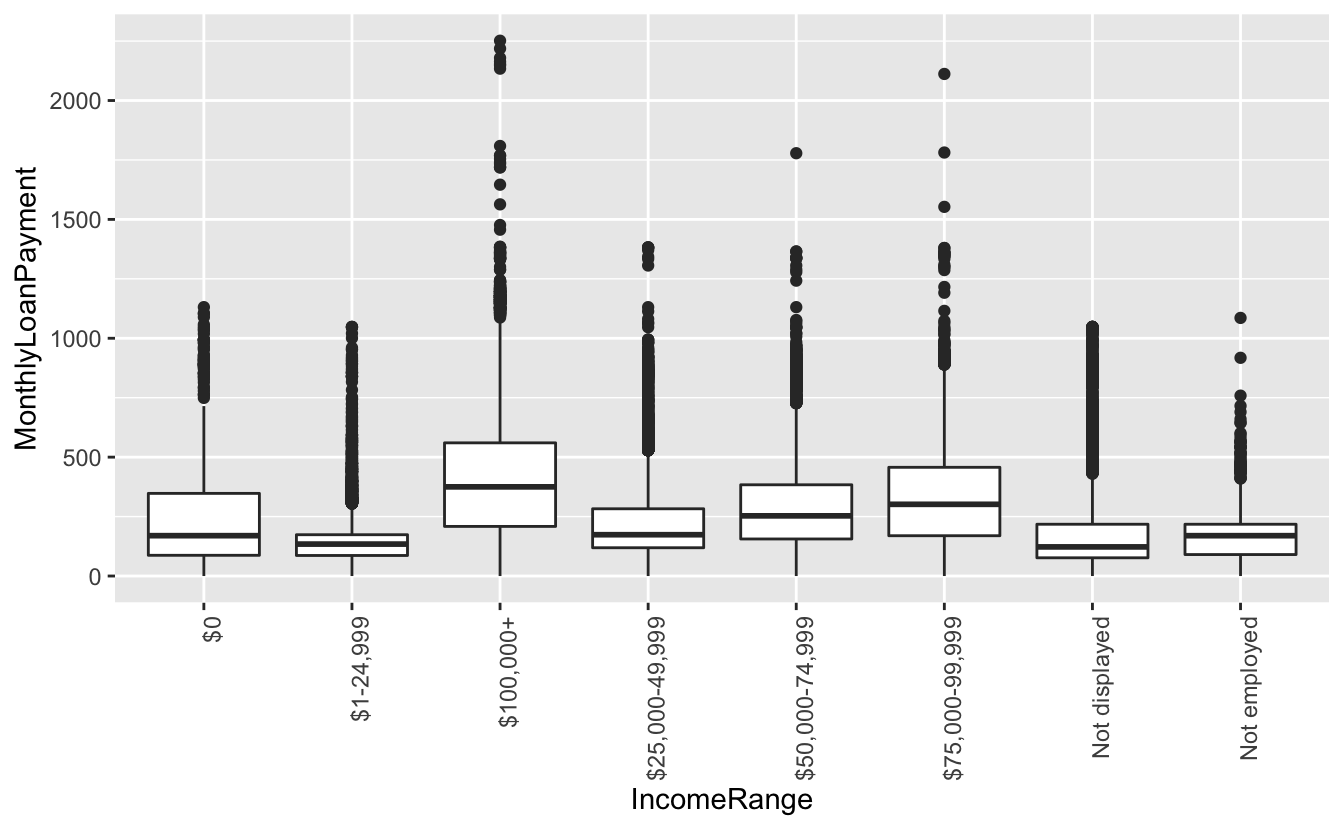 MonthlyLoanPayment
2000
1500
1000
500
0
$0
$1-24,999
$100,000+
$25,000-49,999
$50,000-74,999
$75,000-99,999
Not displayed
Not employed
IncomeRange